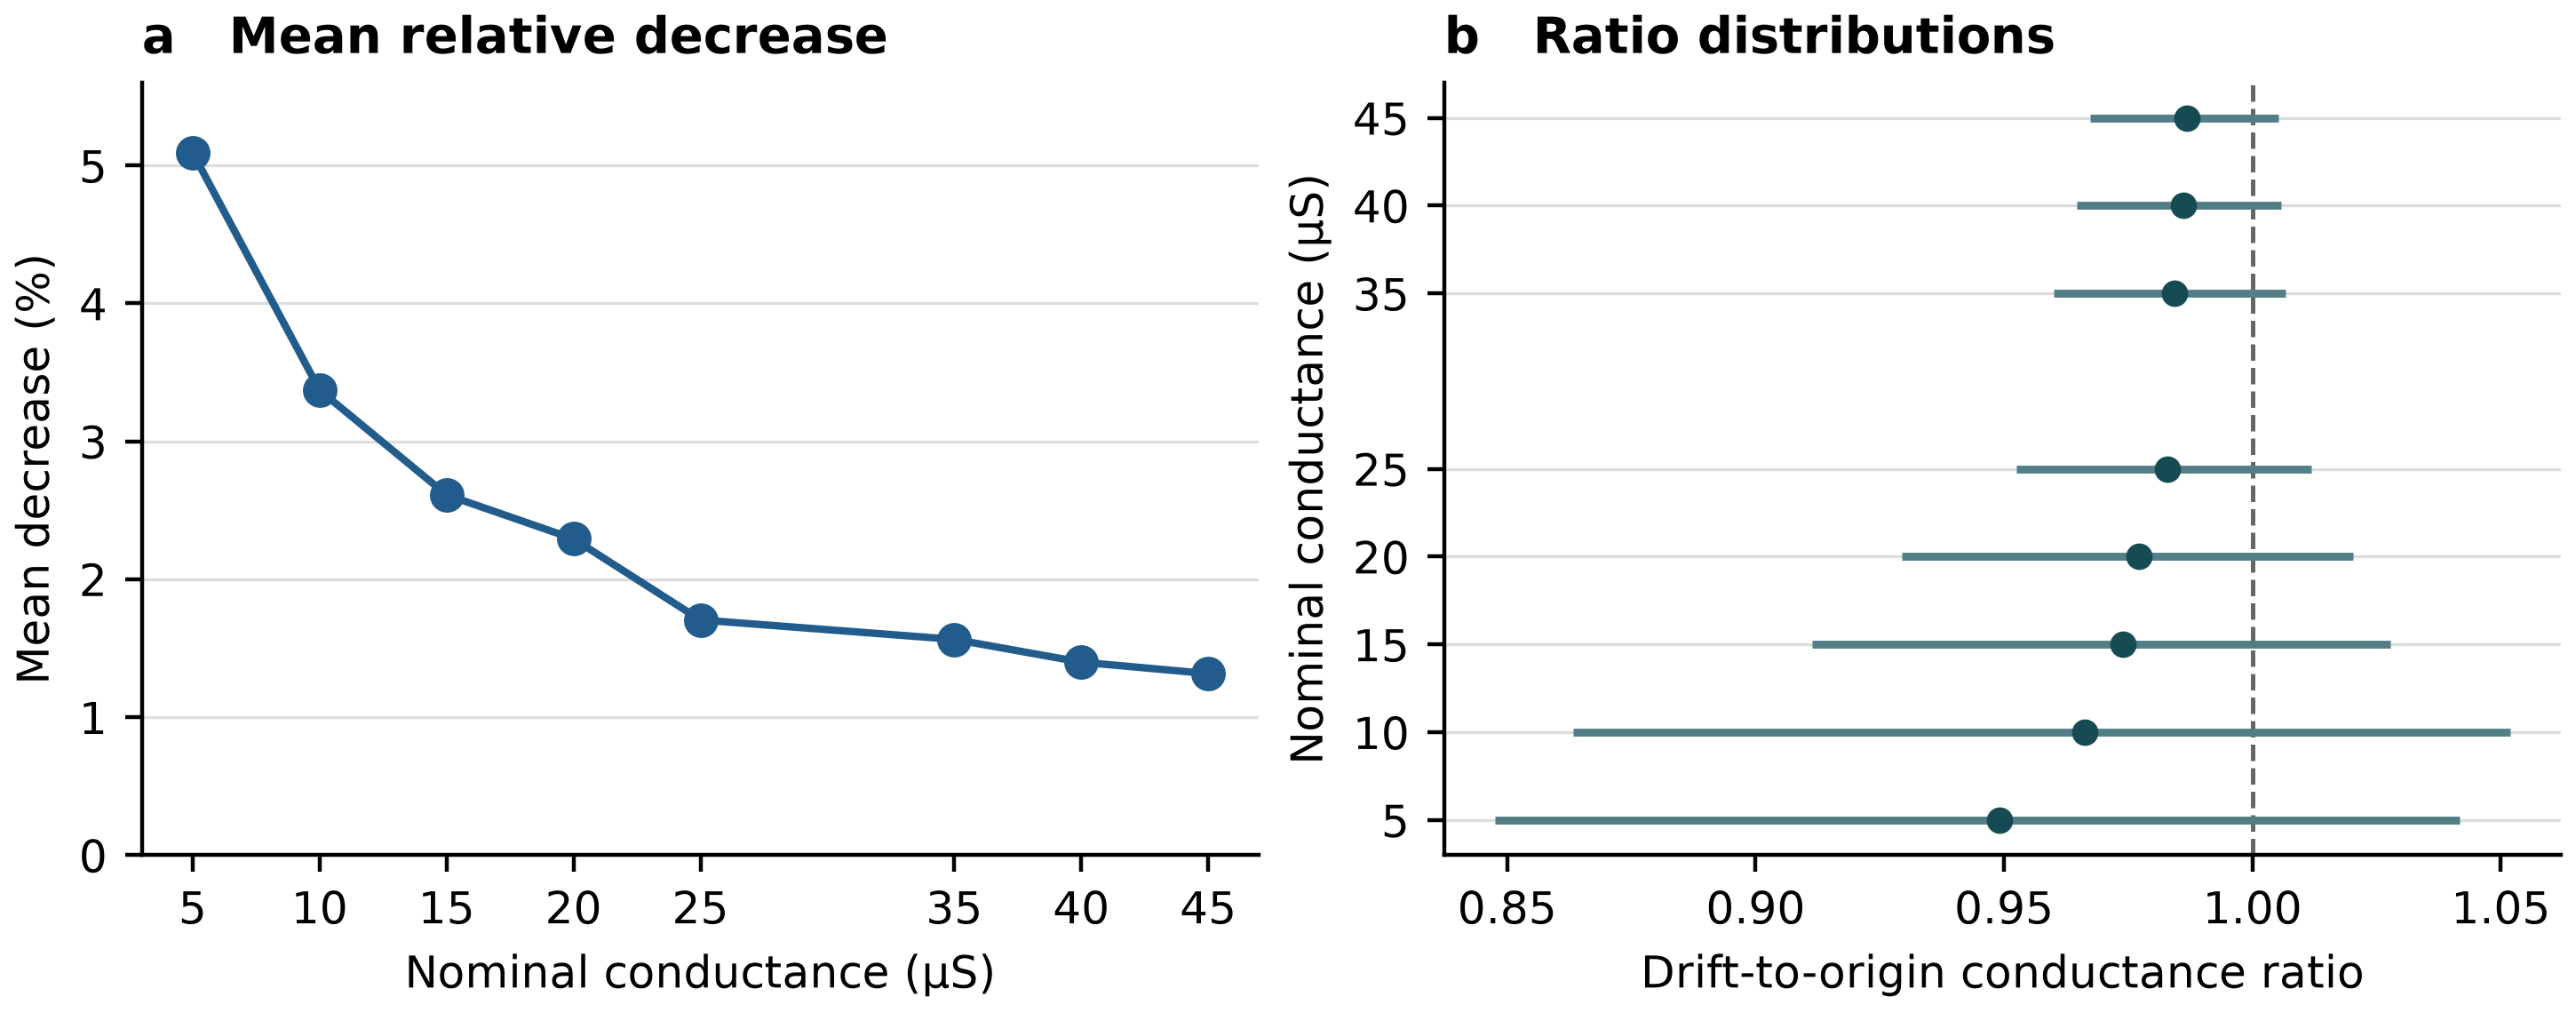 a Mean relative decrease
Mean decrease (%)
5
4
3
2
1
0
5 10 15 20 25 35 40 45
Nominal conductance (µS)
b Ratio distributions
Nominal conductance (µS)
45
40
35
25
20
15
10
5
0.85 0.90 0.95 1.00 1.05
Drift-to-origin conductance ratio